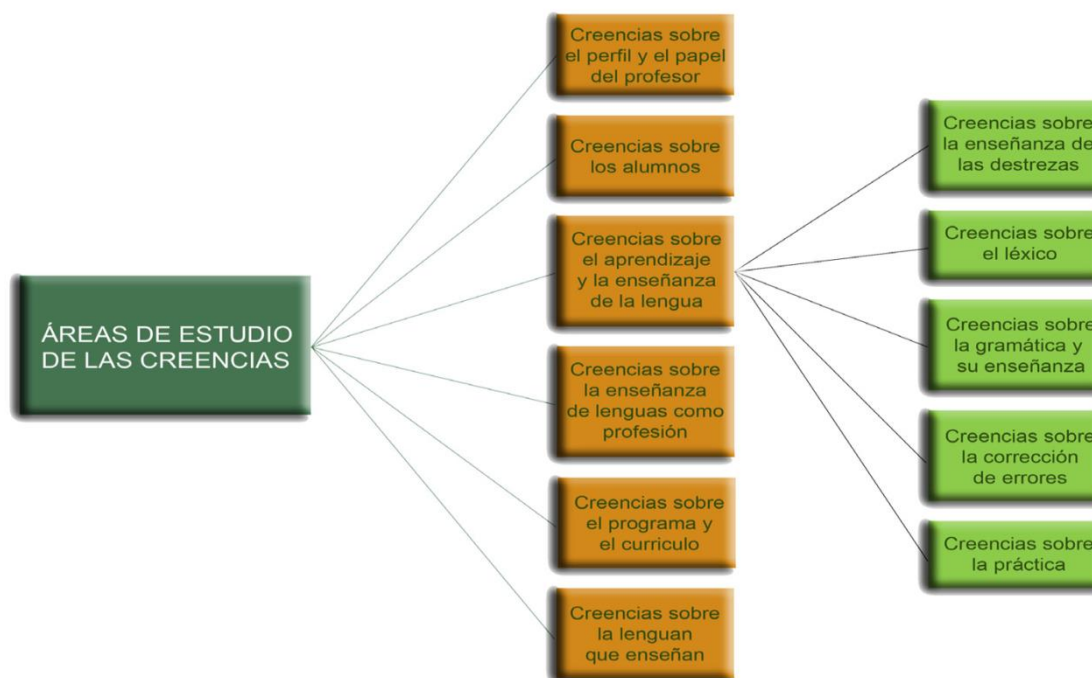 ÁREAS DE ESTUDIO
DE LAS CREENCIAS
Creencias sobre
el perfil y el papel
del profesor
Creencias sobre
los alumnos
Creencias sobre
el aprendizaje
y la enseñanza
de la lengua
Creencias sobre
la enseñanza
de lenguas como
profesión
Creencias sobre
el programa y
el curriculo
Creencias sobre
la lenguan
que enseñan
Creencias sobre
la enseñanza de
las destrezas
Creencias sobre
el léxico
Creencias sobre
la gramática y
su enseñanza
Creencias sobre
la corrección
de errores
Creencias sobre
la práctica